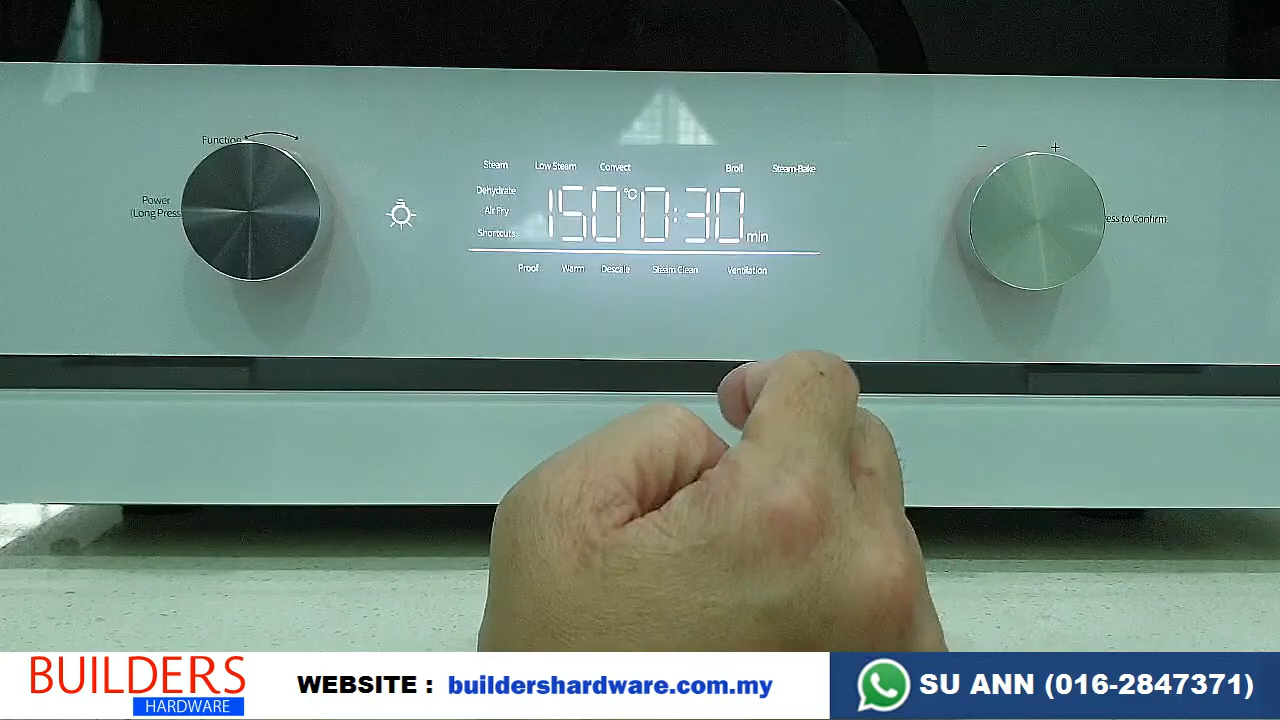 Function
Power
(Long Press
Steam Low Steam Convect Broil Steam-Bake
Dehydrate
Air Fry
Shortcuts
150°C 0:30 min
Proof Warm Descale Steam Clean Ventilation
− +
ess to Confirm
BUILDERS
HARDWARE
WEBSITE : buildershardware.com.my
SU ANN (016-2847371)